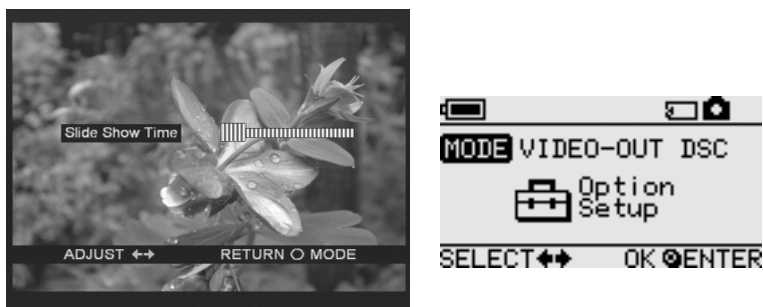 Slide Show Time
ADJUST ←→ RETURN ○ MODE
MODE VIDEO-OUT DSC
Option
Setup
SELECT←→ OK ENTER